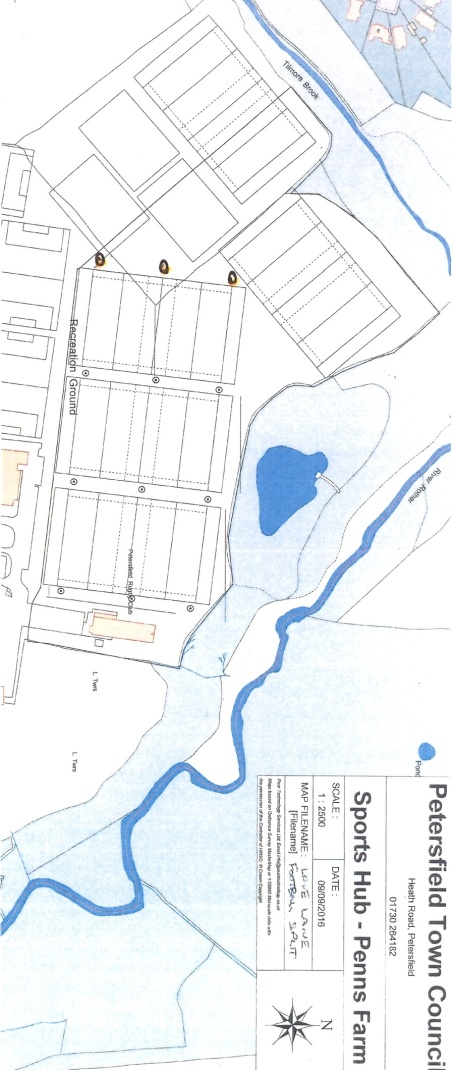 Petersfield Town Council
Heath Road, Petersfield
01730 264182
Sports Hub - Penns Farm
SCALE :
1 : 2500
DATE :
09/09/2016
MAP FILENAME : LOVE LANE
[Filename] FOOTBALL SPLIT
N
Tilmore Brook
River Rother
Pond
Recreation Ground
Petersfield Rugby Club
L Twrs
L Twrs